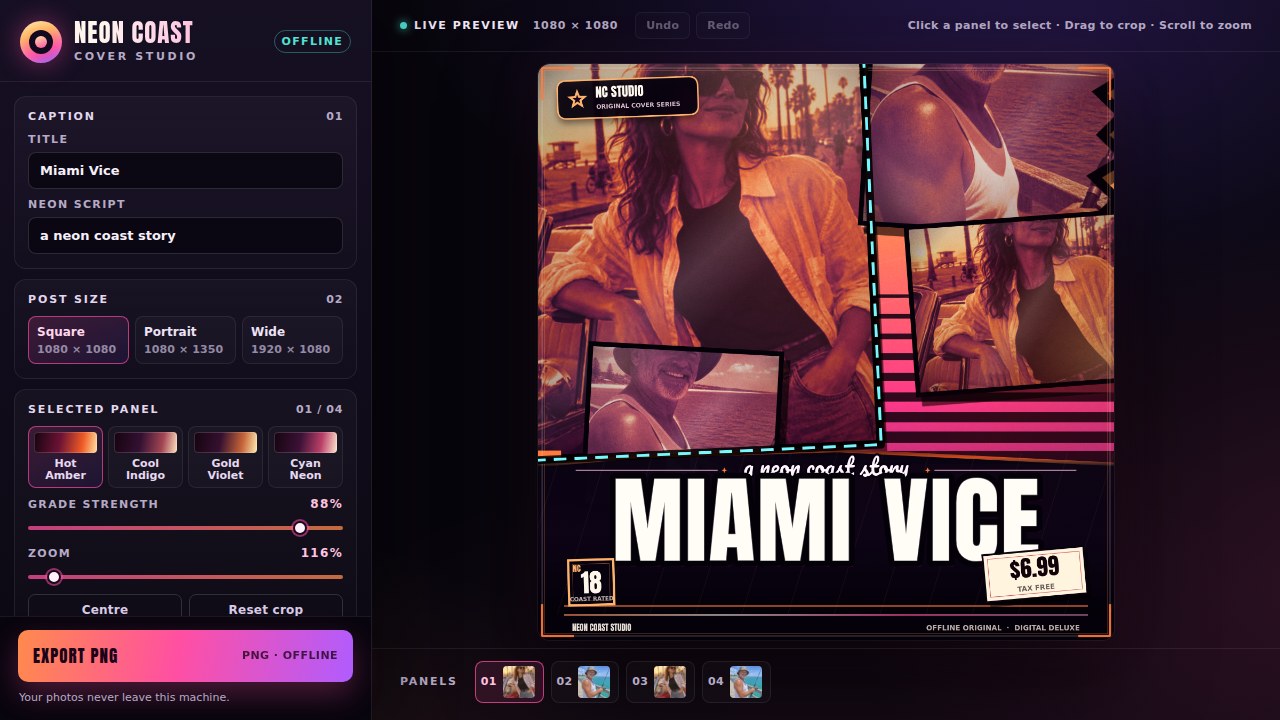 NEON COAST
COVER STUDIO
OFFLINE
CAPTION 01
TITLE
Miami Vice
NEON SCRIPT
a neon coast story
POST SIZE 02
Square
1080 × 1080
Portrait
1080 × 1350
Wide
1920 × 1080
SELECTED PANEL 01 / 04
Hot
Amber
Cool
Indigo
Gold
Violet
Cyan
Neon
GRADE STRENGTH 88%
ZOOM 116%
Centre
Reset crop
EXPORT PNG PNG · OFFLINE
Your photos never leave this machine.
LIVE PREVIEW 1080 × 1080 Undo Redo Click a panel to select · Drag to crop · Scroll to zoom
NC STUDIO
ORIGINAL COVER SERIES
a neon coast story
MIAMI VICE
NC
18
COAST RATED
$6.99
TAX FREE
NEON COAST STUDIO OFFLINE ORIGINAL · DIGITAL DELUXE
PANELS 01 02 03 04